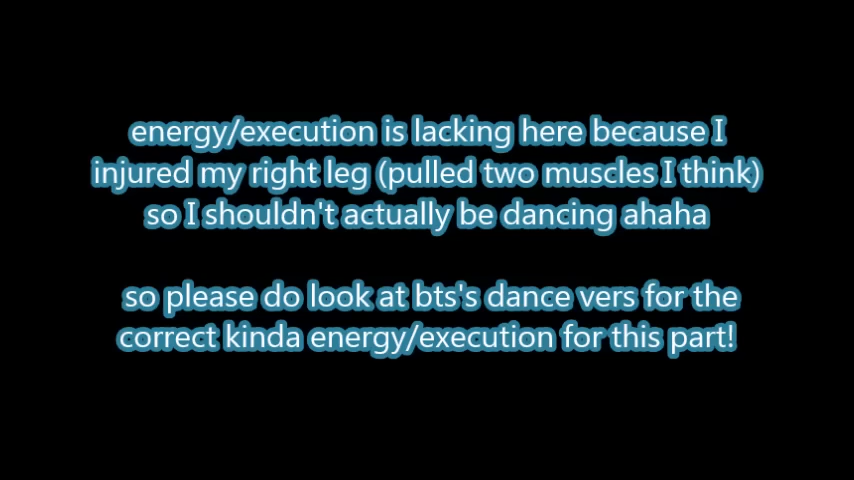 energy/execution is lacking here because I
injured my right leg (pulled two muscles I think)
so I shouldn't actually be dancing ahaha
so please do look at bts's dance vers for the
correct kinda energy/execution for this part!